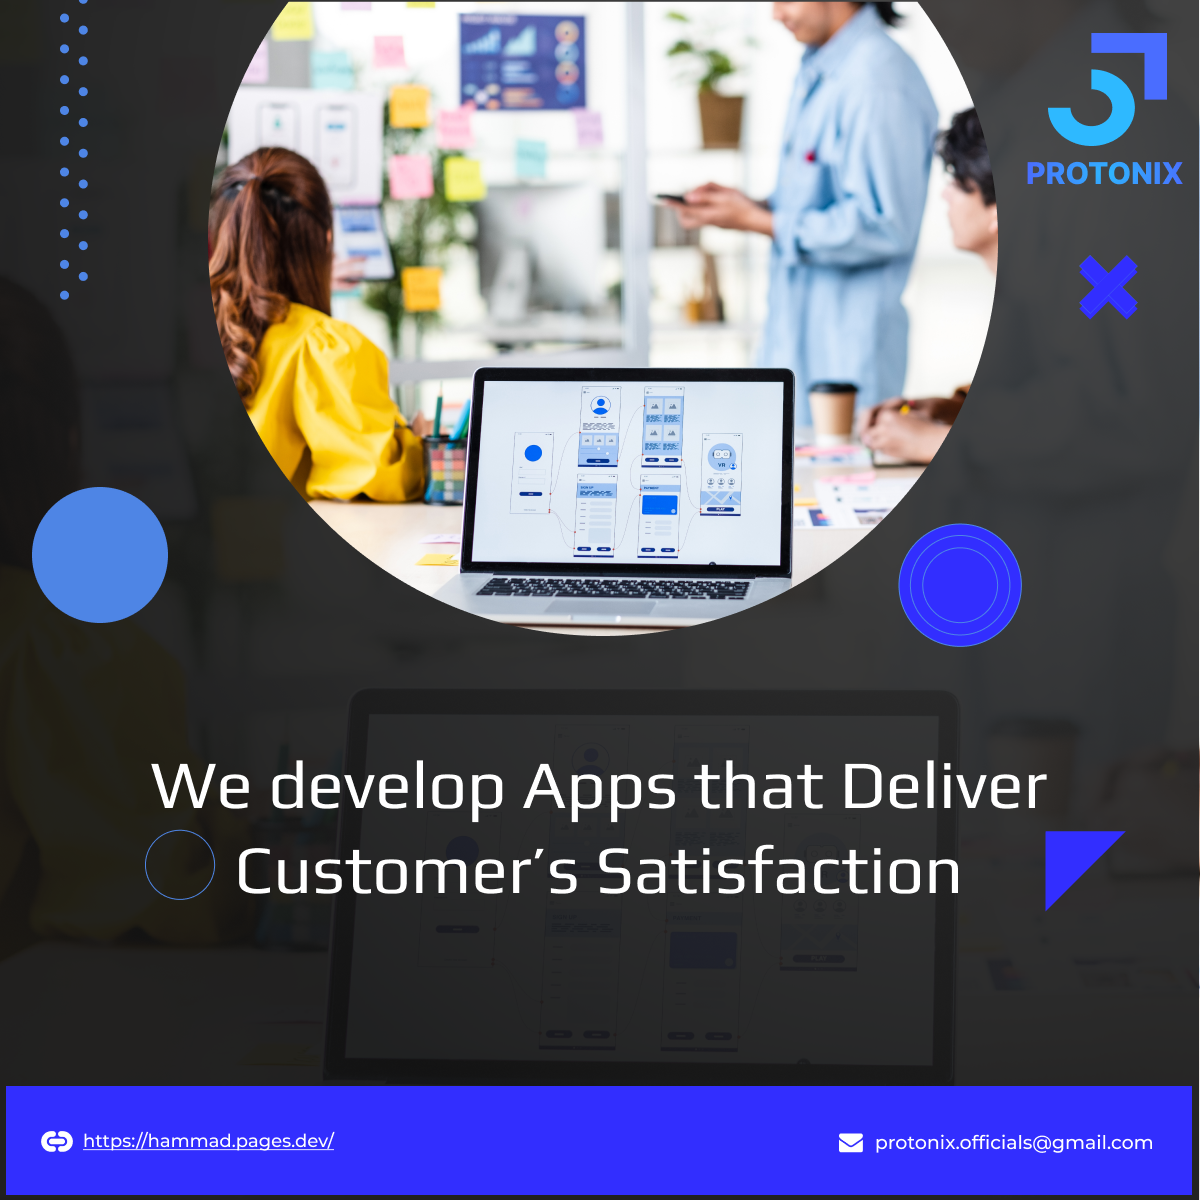 PROTONIX
We develop Apps that Deliver
Customer’s Satisfaction
https://hammad.pages.dev/
protonix.officials@gmail.com